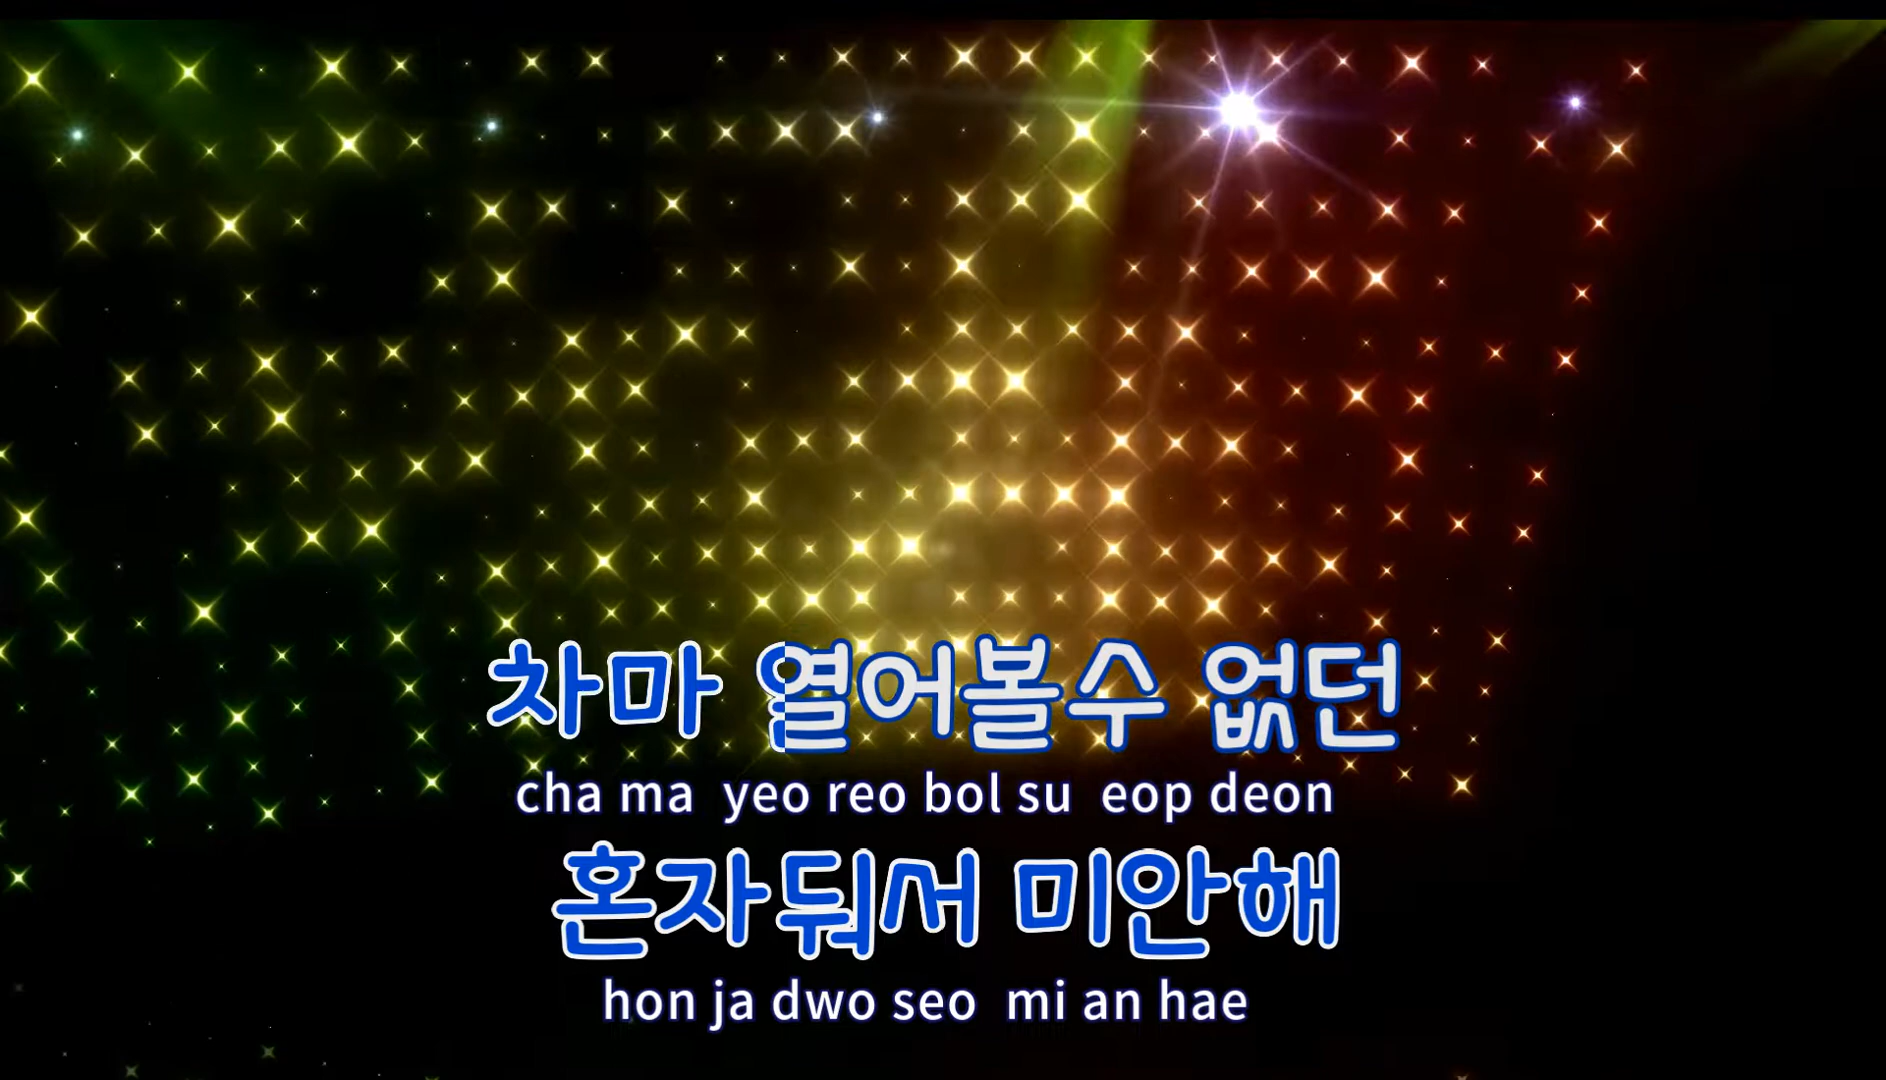 차마 열어볼수 없던
cha ma yeo reo bol su eop deon
혼자둬서 미안해
hon ja dwo seo mi an hae